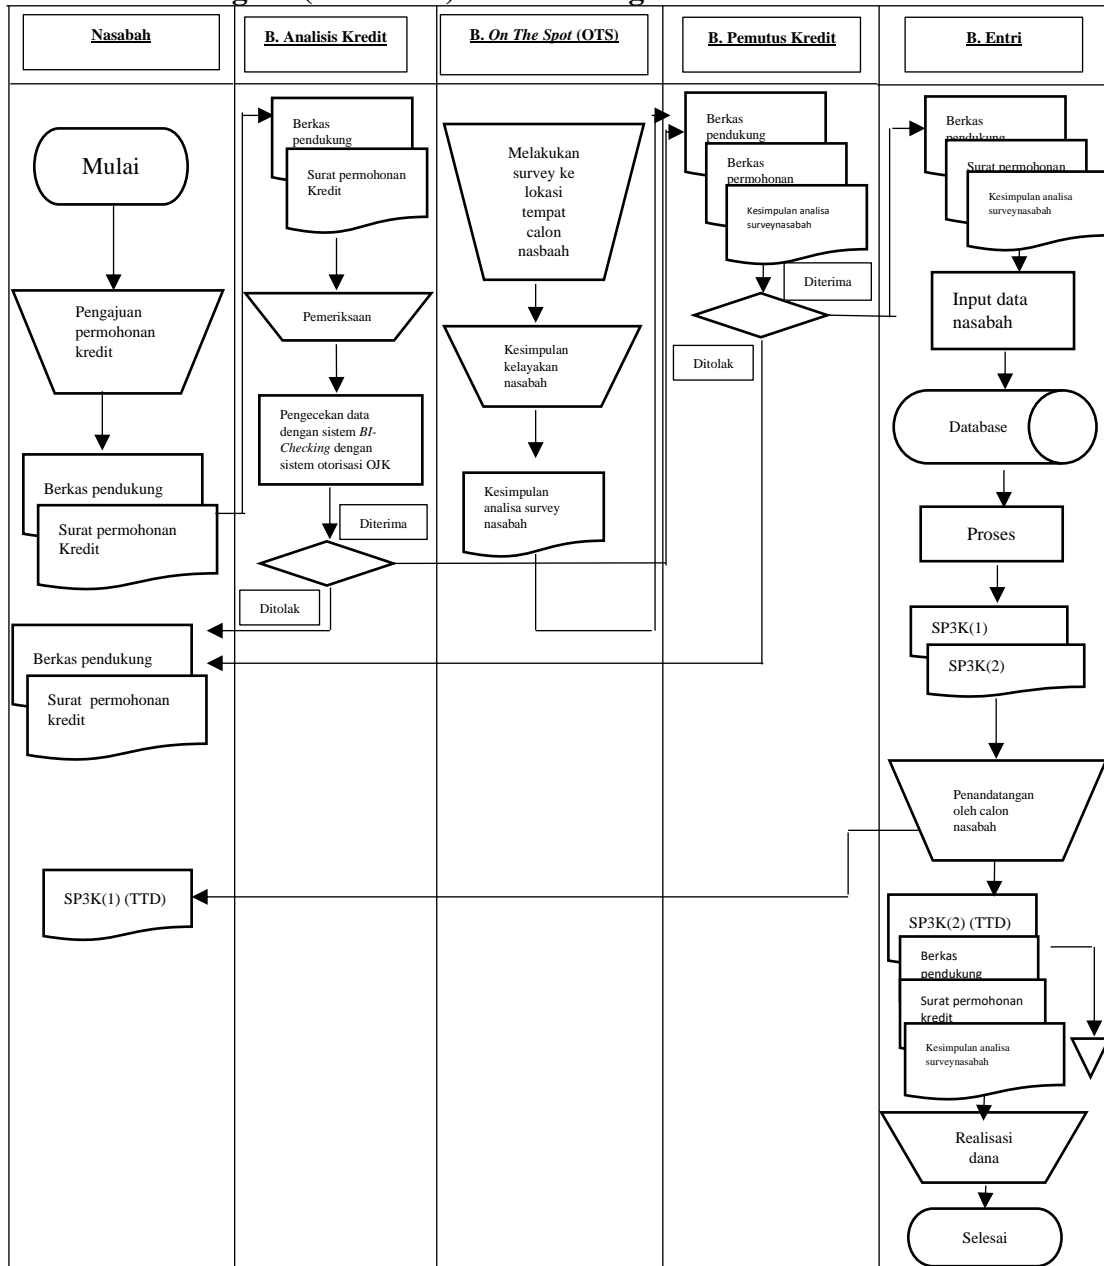 Nasabah
B. Analisis Kredit
B. On The Spot (OTS)
B. Pemutus Kredit
B. Entri
Mulai
Pengajuan
permohonan
kredit
Berkas pendukung
Surat permohonan
Kredit
Berkas pendukung
Surat permohonan
kredit
SP3K(1) (TTD)
Berkas
pendukung
Surat permohonan
Kredit
Pemeriksaan
Pengecekan data
dengan sistem BI-
Checking dengan
sistem otorisasi OJK
Diterima
Ditolak
Melakukan
survey ke
lokasi
tempat
calon
nasbaah
Kesimpulan
kelayakan
nasabah
Kesimpulan
analisa survey
nasabah
Berkas
pendukung
Berkas
permohonan
Kesimpulan analisa
surveynasabah
Diterima
Ditolak
Berkas
pendukung
Surat permohonan
Kesimpulan analisa
surveynasabah
Input data
nasabah
Database
Proses
SP3K(1)
SP3K(2)
Penandatangan
oleh calon
nasabah
SP3K(2) (TTD)
Berkas
pendukung
Surat permohonan
kredit
Kesimpulan analisa
surveynasabah
Realisasi
dana
Selesai